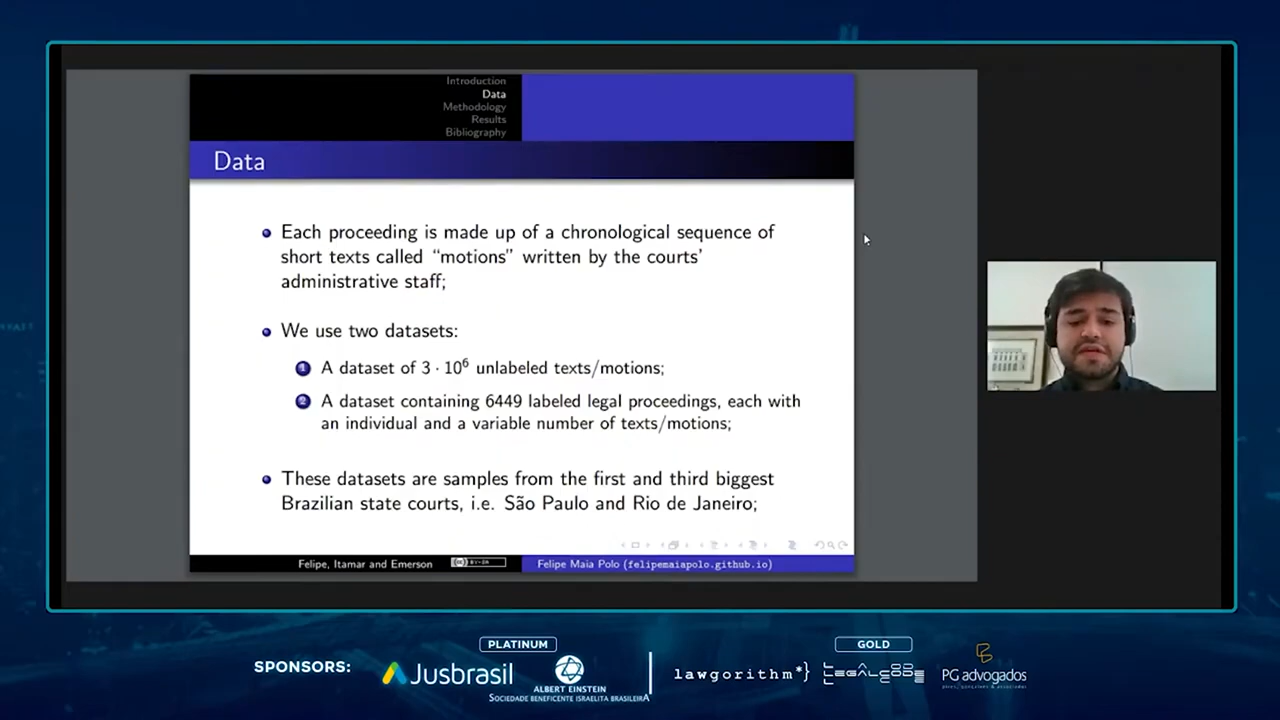 Introduction
Data
Methodology
Results
Bibliography
Data
Each proceeding is made up of a chronological sequence of
short texts called “motions” written by the courts’
administrative staff;
We use two datasets:
1 A dataset of 3 · 10⁶ unlabeled texts/motions;
2 A dataset containing 6449 labeled legal proceedings, each with
an individual and a variable number of texts/motions;
These datasets are samples from the first and third biggest
Brazilian state courts, i.e. São Paulo and Rio de Janeiro;
Felipe, Itamar and Emerson
Felipe Maia Polo (felipemaiapolo.github.io)
PLATINUM
GOLD
SPONSORS:
Jusbrasil
ALBERT EINSTEIN
SOCIEDADE BENEFICENTE ISRAELITA BRASILEIRA
lawgorithm*}
LEGALCODE
PG advogados